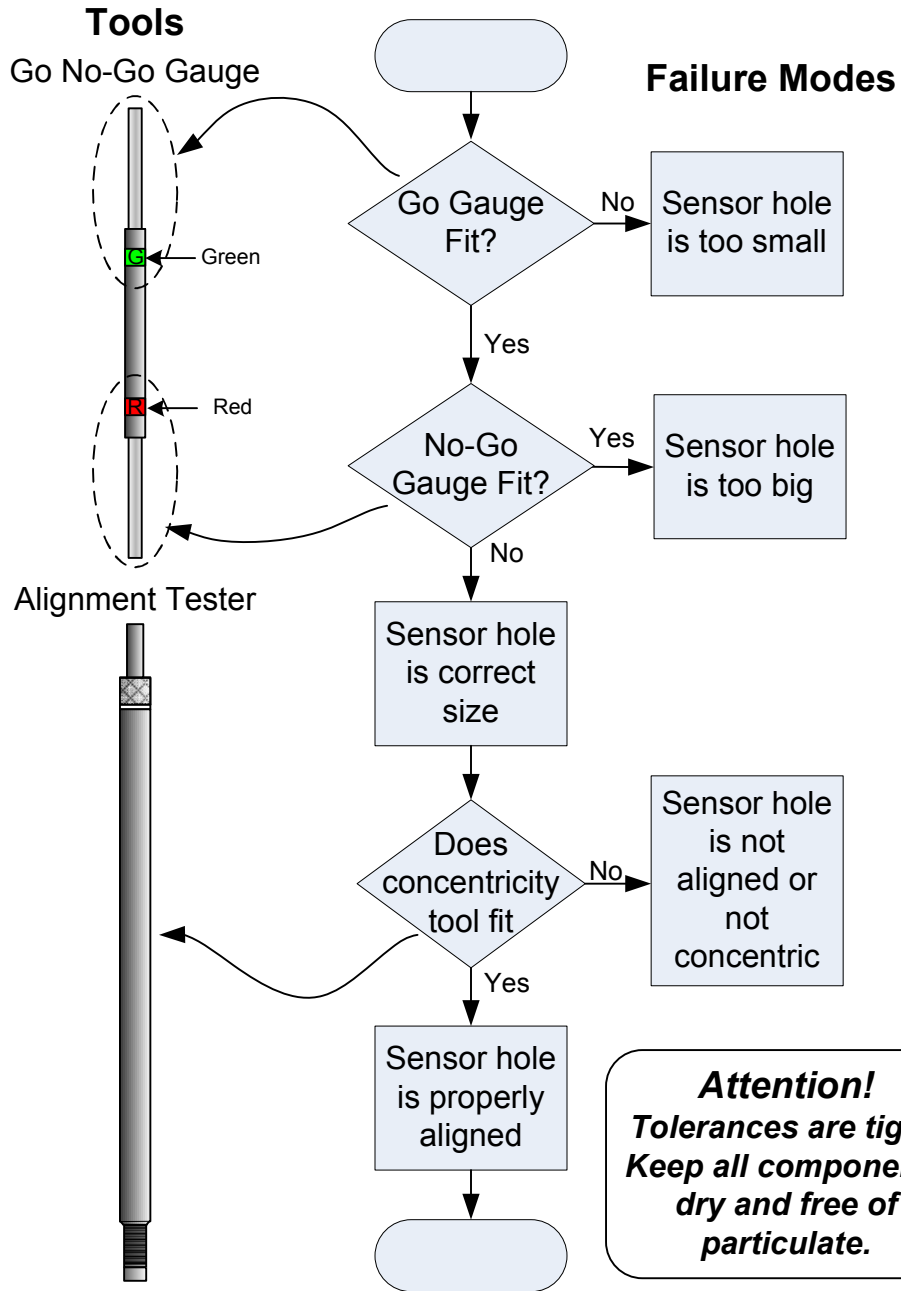 Tools
Go No-Go Gauge
G
Green
R
Red
Alignment Tester
Failure Modes
Go Gauge
Fit?
No
Sensor hole
is too small
Yes
No-Go
Gauge Fit?
Yes
Sensor hole
is too big
No
Sensor hole
is correct
size
Does
concentricity
tool fit
No
Sensor hole
is not
aligned or
not
concentric
Yes
Sensor hole
is properly
aligned
Attention!
Tolerances are
Keep all
dry and free of
particulate.